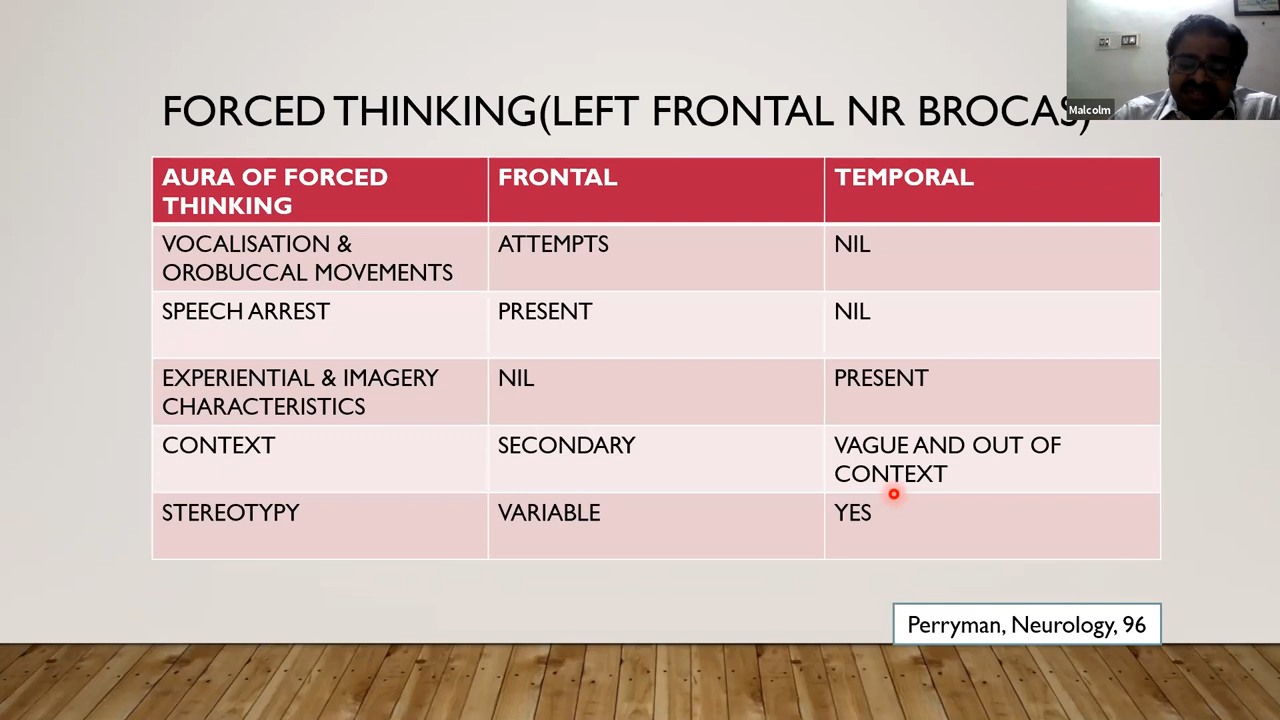 FORCED THINKING(LEFT FRONTAL NR BROCAS)
Malcolm
AURA OF FORCED
THINKING
FRONTAL
TEMPORAL
VOCALISATION &
OROBUCCAL MOVEMENTS
ATTEMPTS
NIL
SPEECH ARREST
PRESENT
NIL
EXPERIENTIAL & IMAGERY
CHARACTERISTICS
NIL
PRESENT
CONTEXT
SECONDARY
VAGUE AND OUT OF
CONTEXT
STEREOTYPY
VARIABLE
YES
Perryman, Neurology, 96